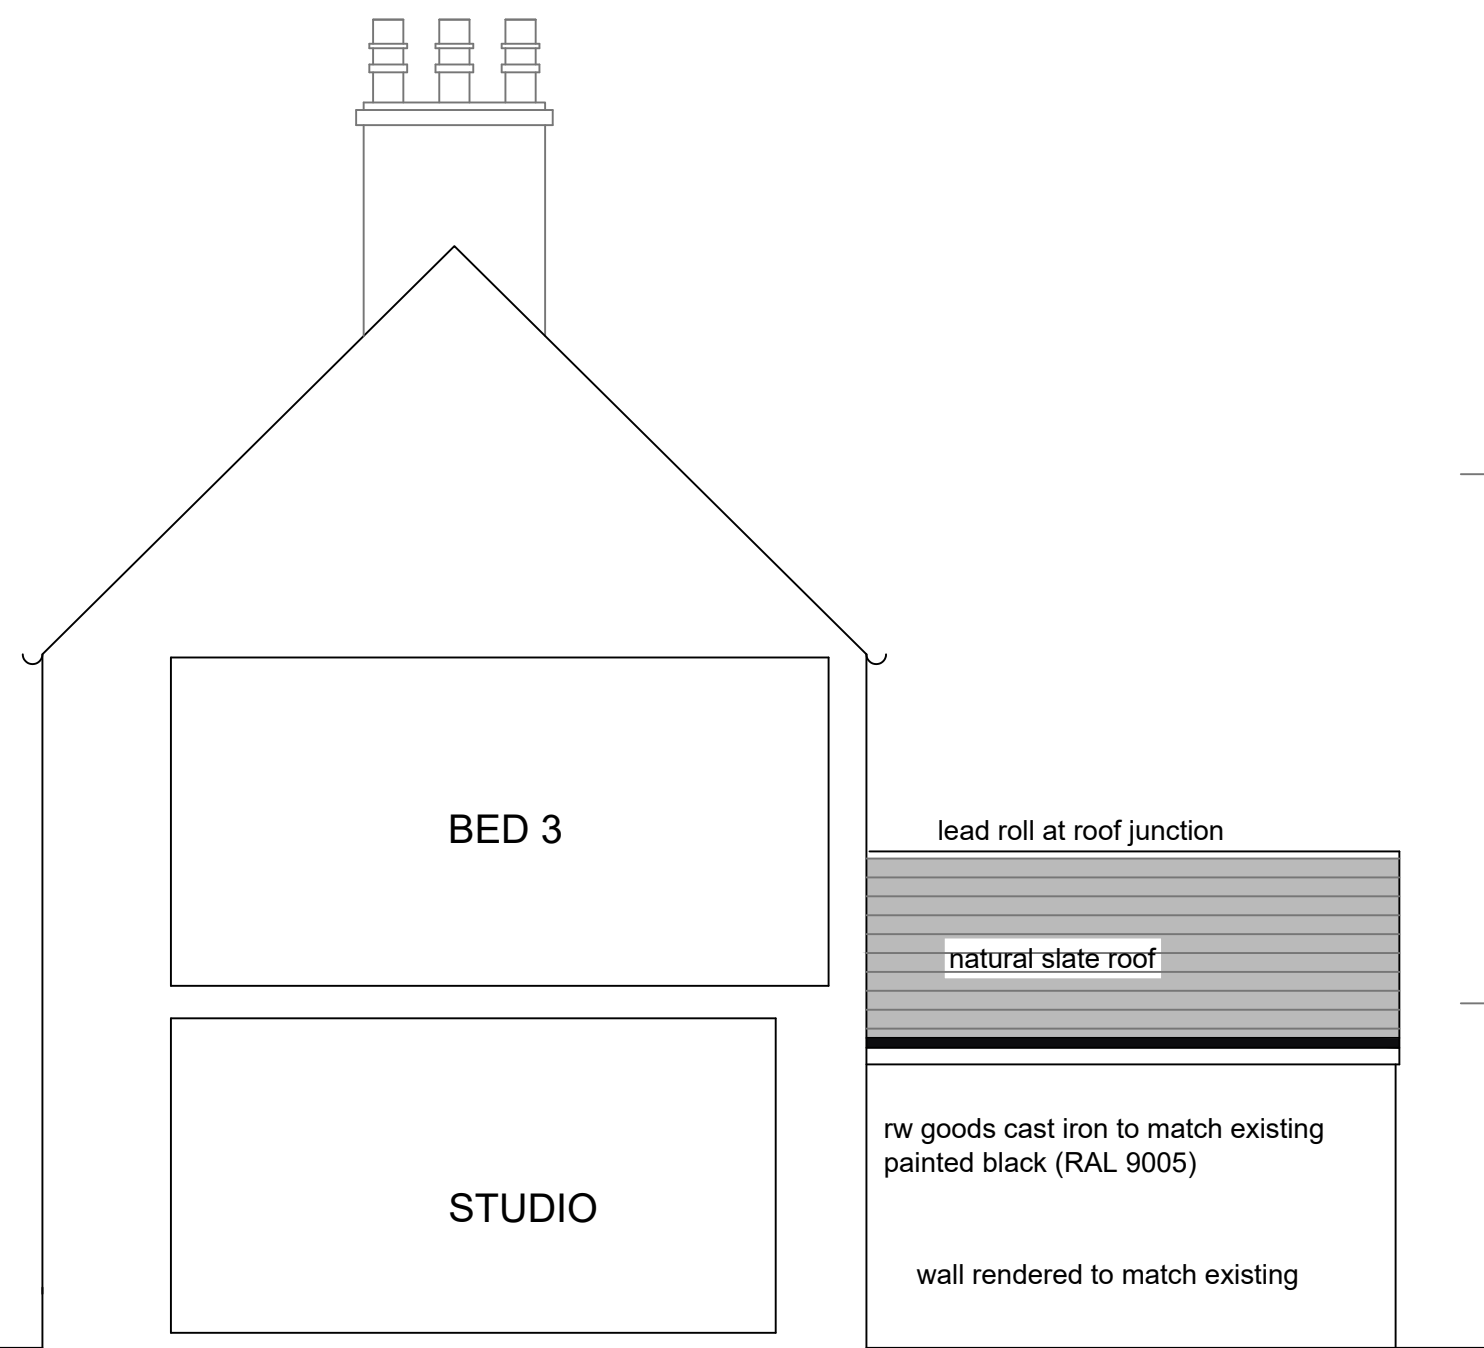 lead roll at roof junction
BED 3
natural slate roof
rw goods cast iron to match existing
painted black (RAL 9005)
STUDIO
wall rendered to match existing